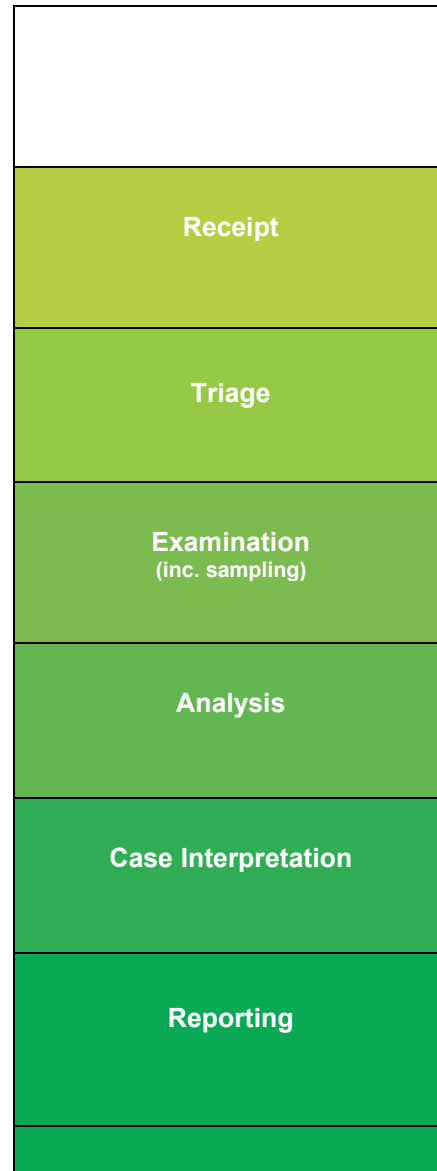 Receipt
Triage
Examination
(inc. sampling)
Analysis
Case Interpretation
Reporting